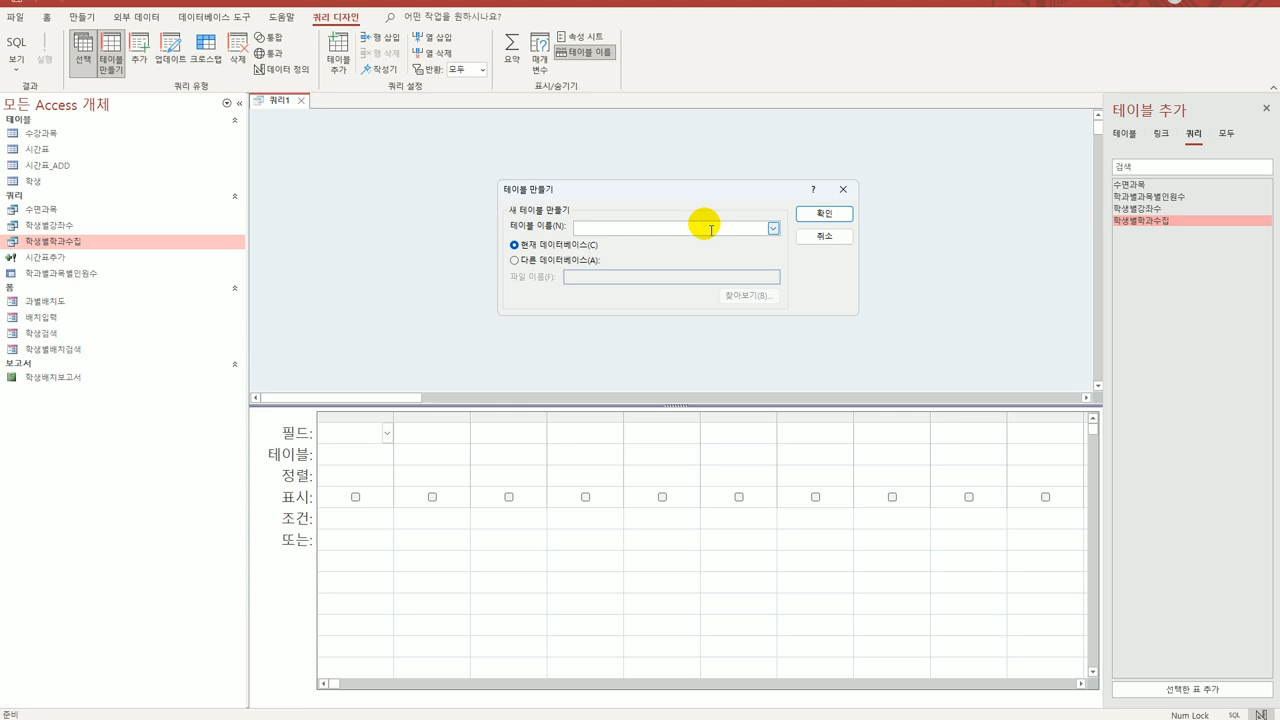 파일 홈 만들기 외부 데이터 데이터베이스 도구 도움말 쿼리 디자인 어떤 작업을 원하시나요?
SQL 보기
실행
결과
선택
테이블 만들기
추가
업데이트
크로스탭
삭제
통합
통과
데이터 정의
쿼리 유형
테이블 추가
행 삽입
행 삭제
작성기
열 삽입
열 삭제
반환: 모두
쿼리 설정
요약
매개 변수
속성 시트
테이블 이름
표시/숨기기
모든 Access 개체
테이블
수강과목
시간표
시간표_ADD
학생
쿼리
수면과목
학생별강좌수
학생별학과수집
시간표추가
학과별과목별인원수
폼
과별배치도
배치입력
학생검색
학생별배치검색
보고서
학생배치보고서
쿼리1
테이블 만들기 ?
새 테이블 만들기
테이블 이름(N):
현재 데이터베이스(C)
다른 데이터베이스(A):
파일 이름(F):
찾아보기(B)...
확인
취소
필드:
테이블:
정렬:
표시:
조건:
또는:
테이블 추가
테이블 링크 쿼리 모두
검색
수면과목
학과별과목별인원수
학생별강좌수
학생별학과수집
선택한 표 추가
준비
Num Lock SQL